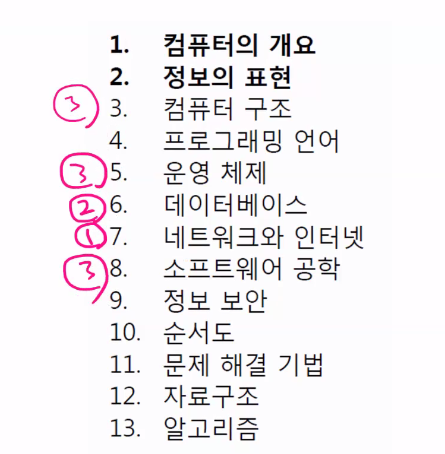 1. 컴퓨터의 개요
2. 정보의 표현
③ 3. 컴퓨터 구조
4. 프로그래밍 언어
③ 5. 운영 체제
② 6. 데이터베이스
① 7. 네트워크와 인터넷
③ 8. 소프트웨어 공학
9. 정보 보안
10. 순서도
11. 문제 해결 기법
12. 자료구조
13. 알고리즘